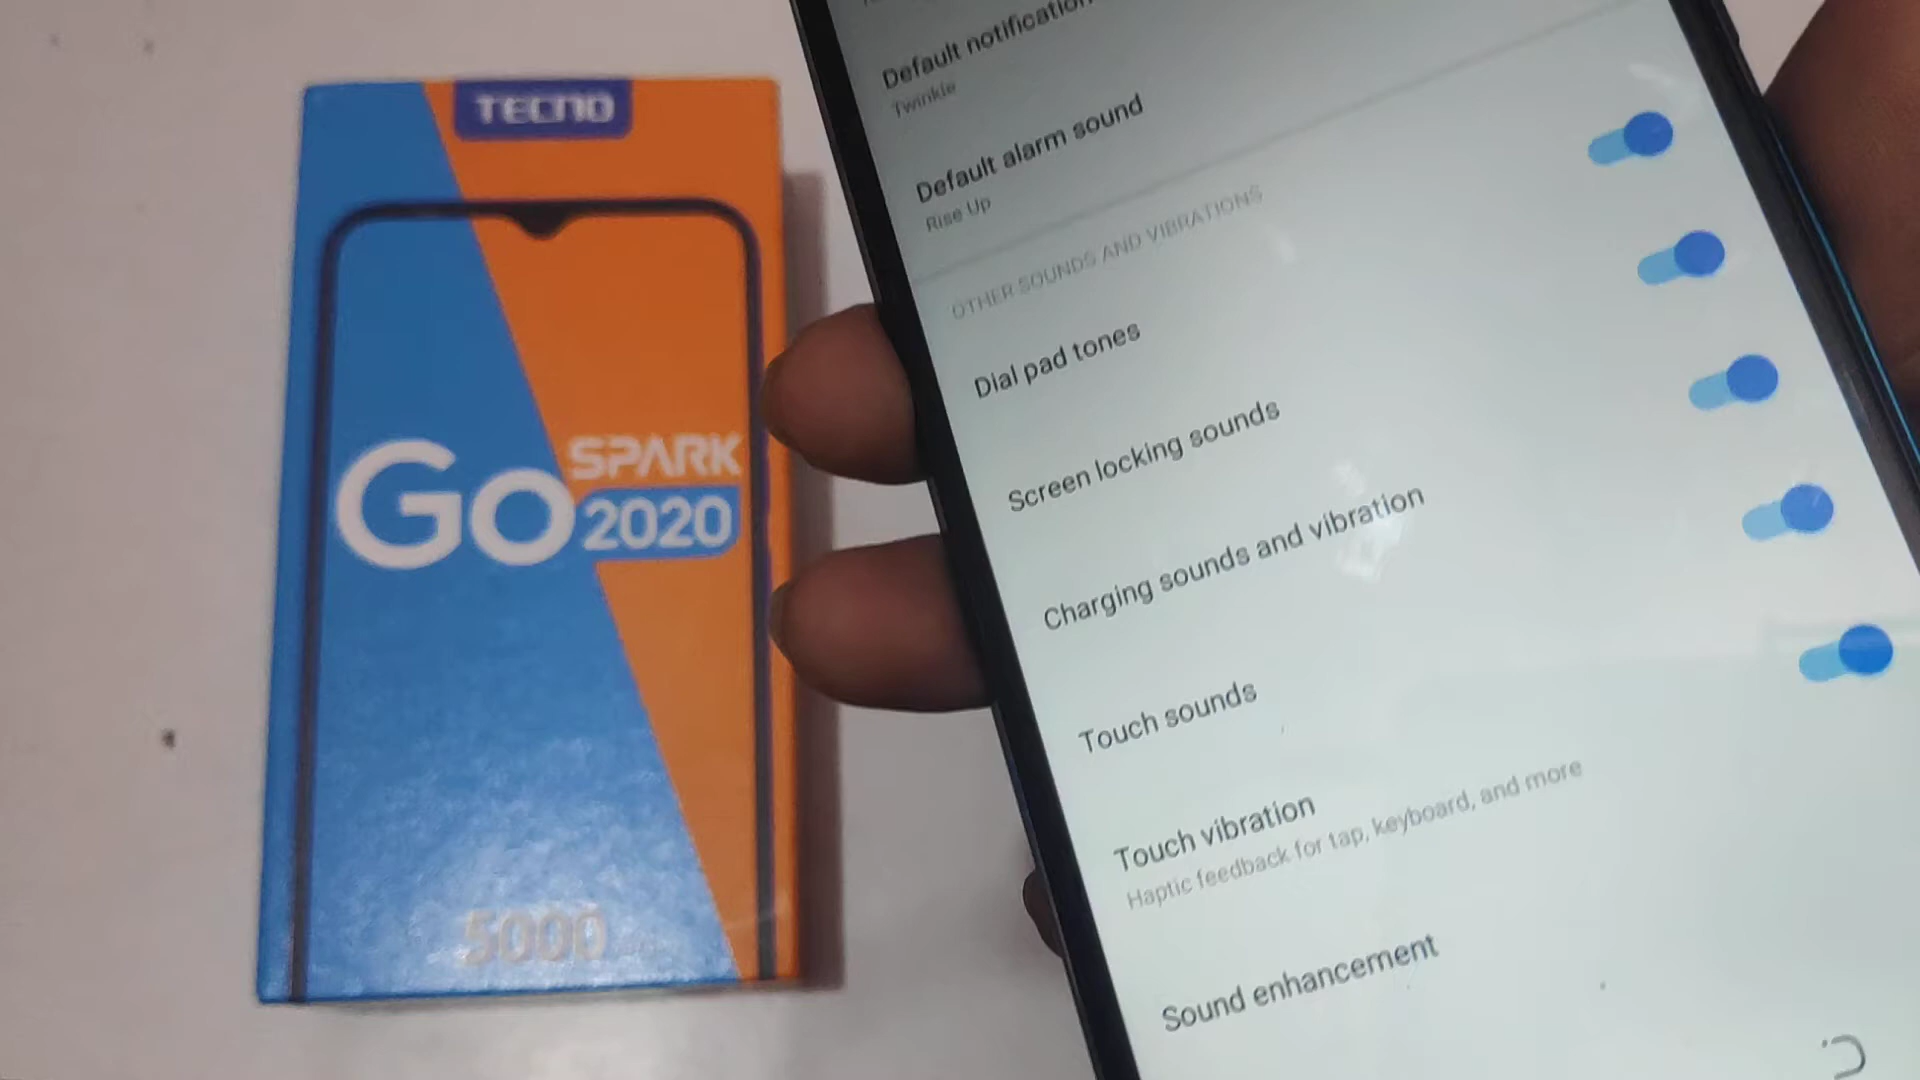 TECNO
GO SPARK
2020
5000
Default notification
Twinkle
Default alarm sound
Rise Up
OTHER SOUNDS AND VIBRATIONS
Dial pad tones
Screen locking sounds
Charging sounds and vibration
Touch sounds
Touch vibration
Haptic feedback for tap, keyboard, and more
Sound enhancement